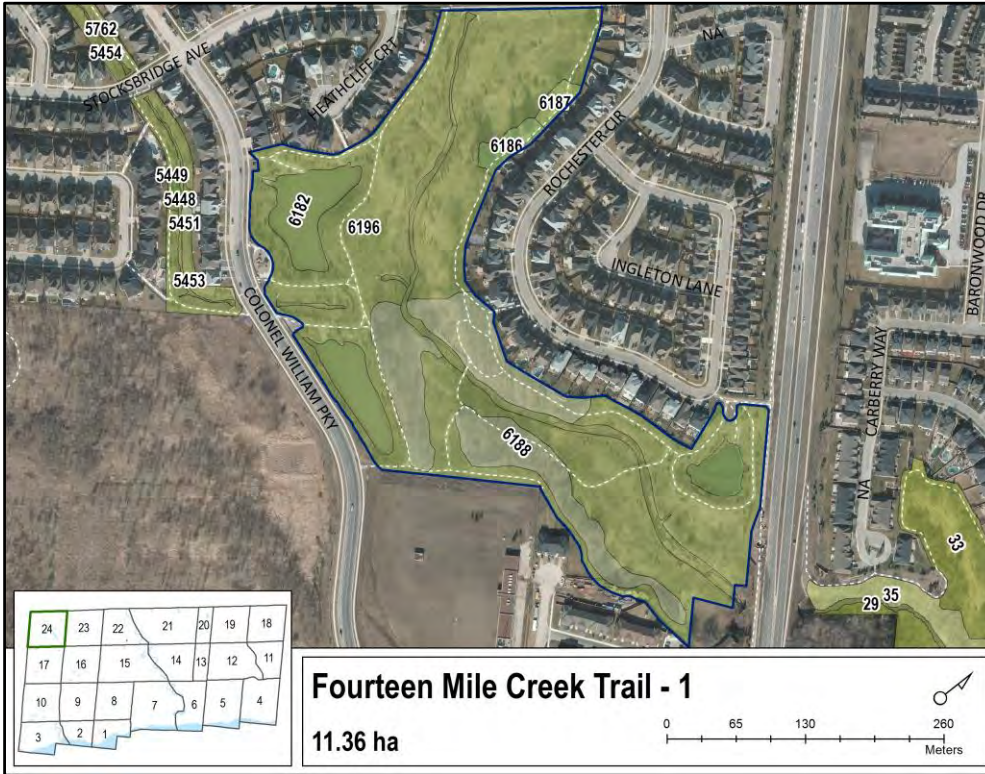 5762
5454
STOCKSBRIDGE AVE
HEATHCLIFF CRT
NA
6187
6186
ROCHESTER CIR
5449
5448
5451
6182
6196
INGLETON LANE
5453
COLONEL WILLIAM PKY
BARONWOOD DR
CARBERRY WAY
6188
NA
33
35
29
24
23
22
21
20
19
18
17
16
15
14
13
12
11
10
9
8
7
6
5
4
3
2
1
Fourteen Mile Creek Trail - 1
11.36 ha
0 65 130 260
Meters